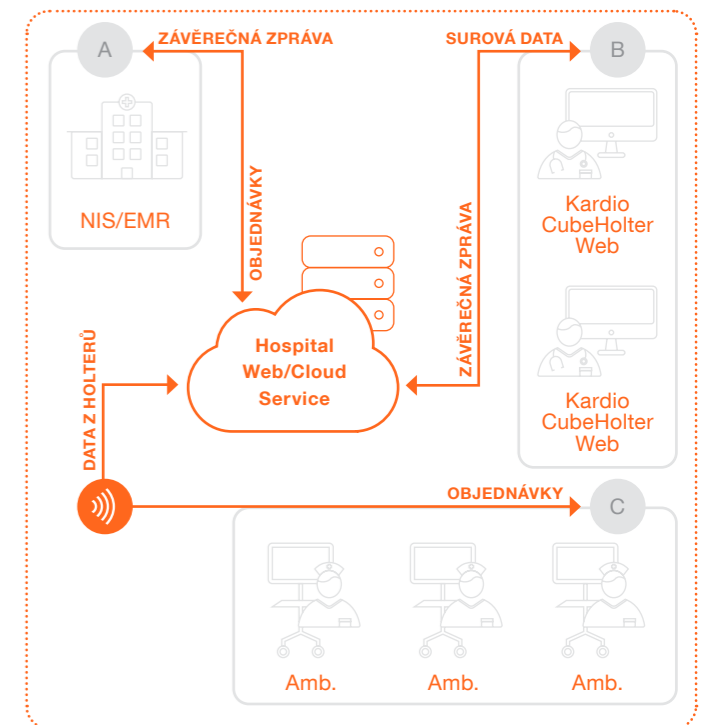 A
ZÁVĚREČNÁ ZPRÁVA
SUROVÁ DATA
B
NIS/EMR
OBJEDNÁVKY
ZÁVĚREČNÁ ZPRÁVA
Kardio
CubeHolter
Web
Hospital
Web/Cloud
Service
DATA Z HOLTERŮ
Kardio
CubeHolter
Web
OBJEDNÁVKY
C
Amb.
Amb.
Amb.